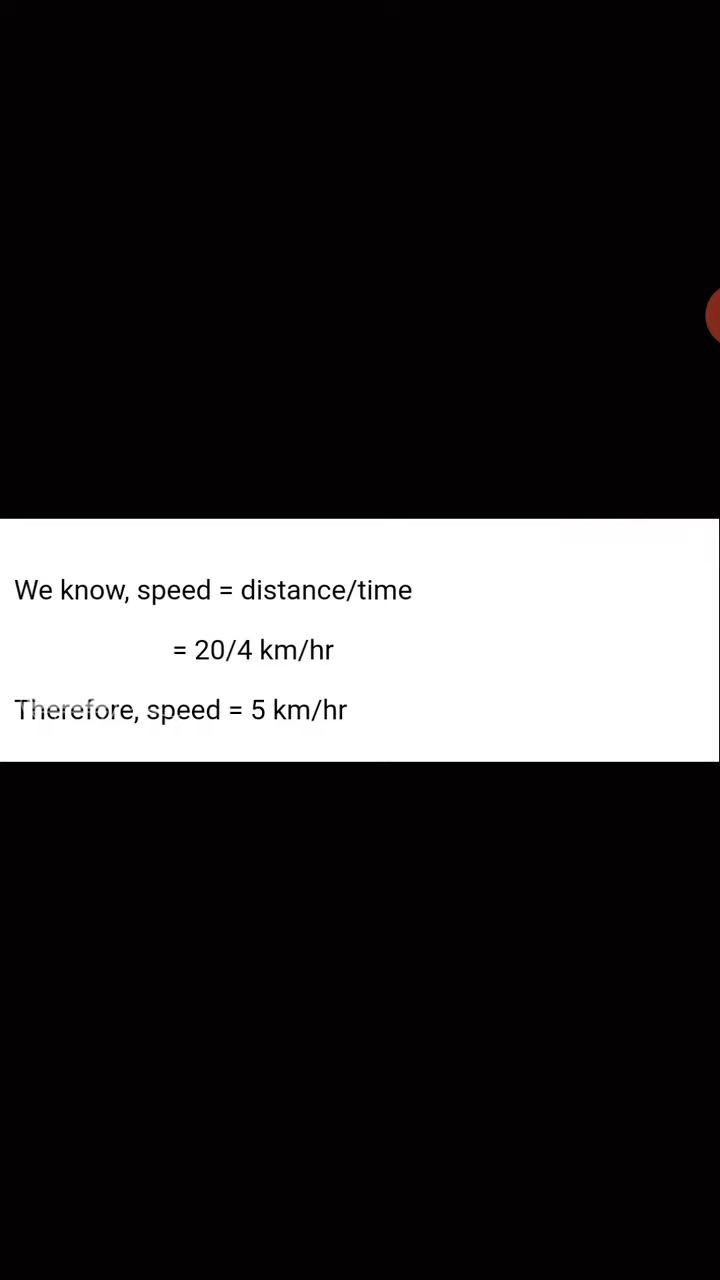 We know, speed = distance/time
= 20/4 km/hr
Therefore, speed = 5 km/hr